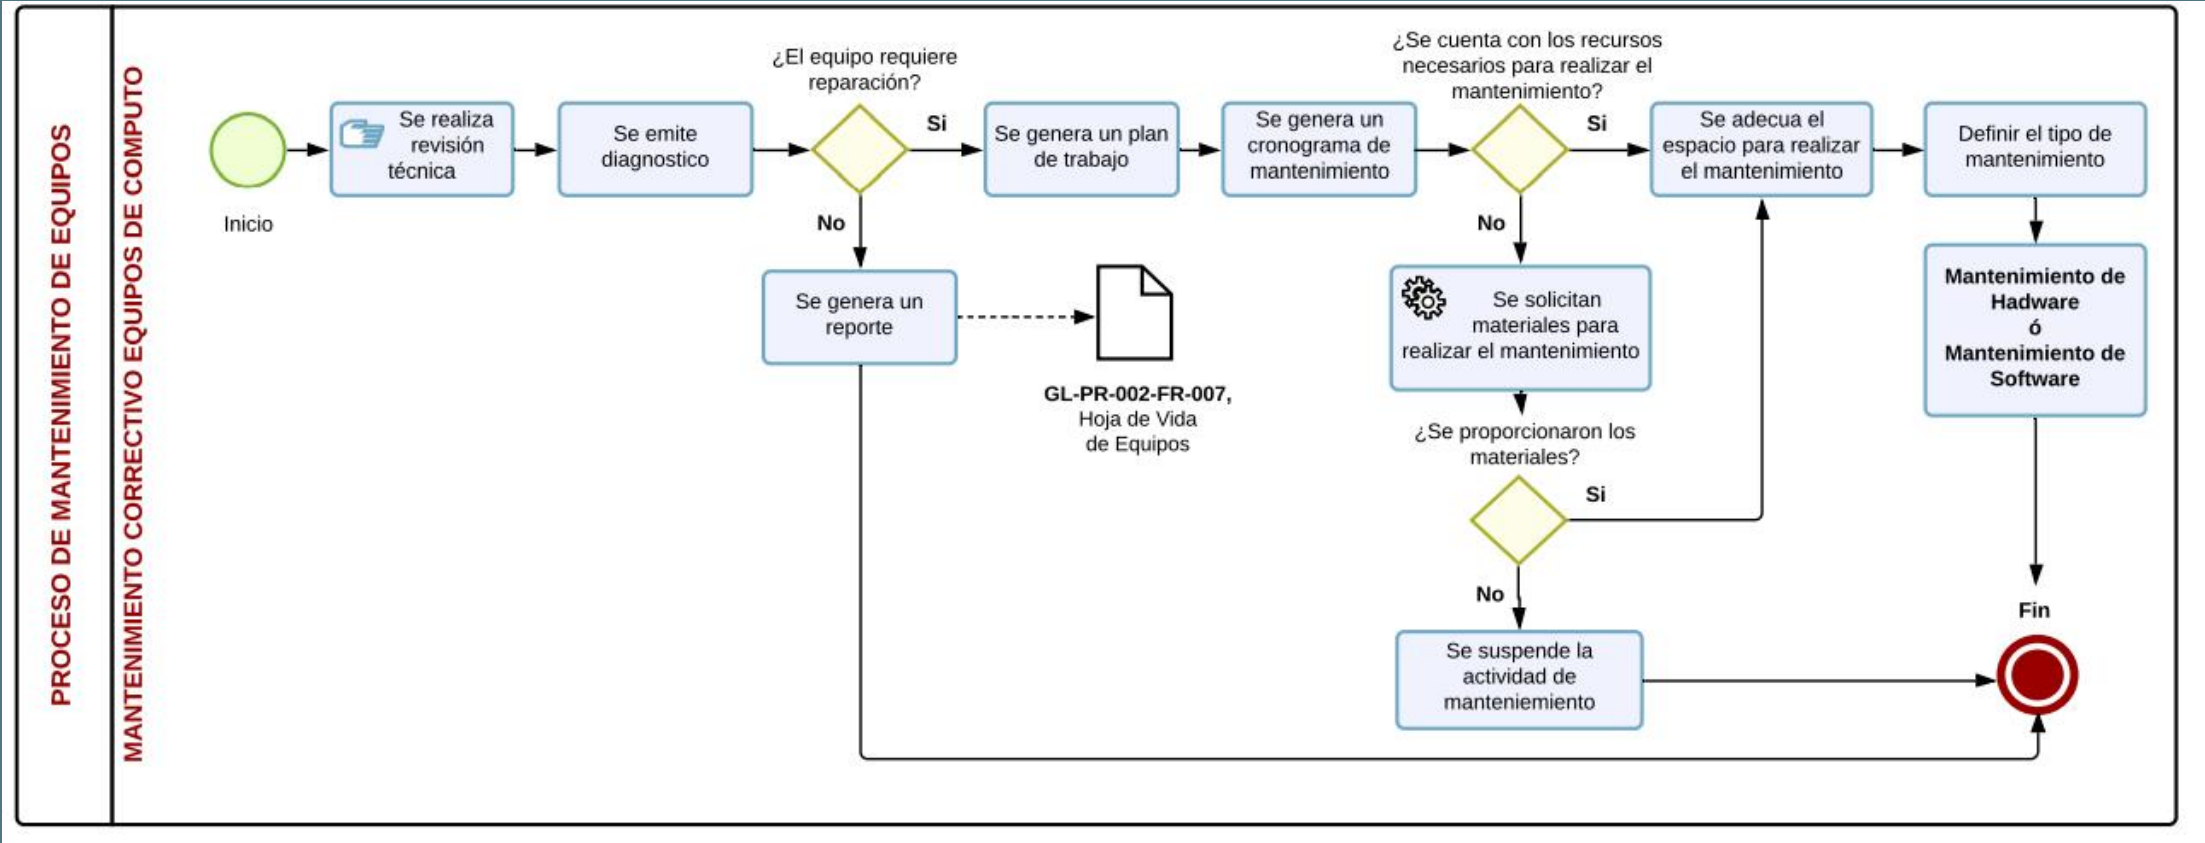 PROCESO DE MANTENIMIENTO DE EQUIPOS
MANTENIMIENTO CORRECTIVO EQUIPOS DE COMPUTO
Inicio
Se realiza
revisión
técnica
Se emite
diagnostico
¿El equipo requiere
reparación?
Si
No
Se genera un
reporte
GL-PR-002-FR-007,
Hoja de Vida
de Equipos
Se genera un plan
de trabajo
Se genera un
cronograma de
mantenimiento
¿Se cuenta con los recursos
necesarios para realizar el
mantenimiento?
Si
No
Se solicitan
materiales para
realizar el mantenimiento
¿Se proporcionaron los
materiales?
Si
No
Se suspende la
actividad de
manteniemiento
Se adecua el
espacio para realizar
el mantenimiento
Definir el tipo de
mantenimiento
Mantenimiento de
Hadware
ó
Mantenimiento de
Software
Fin